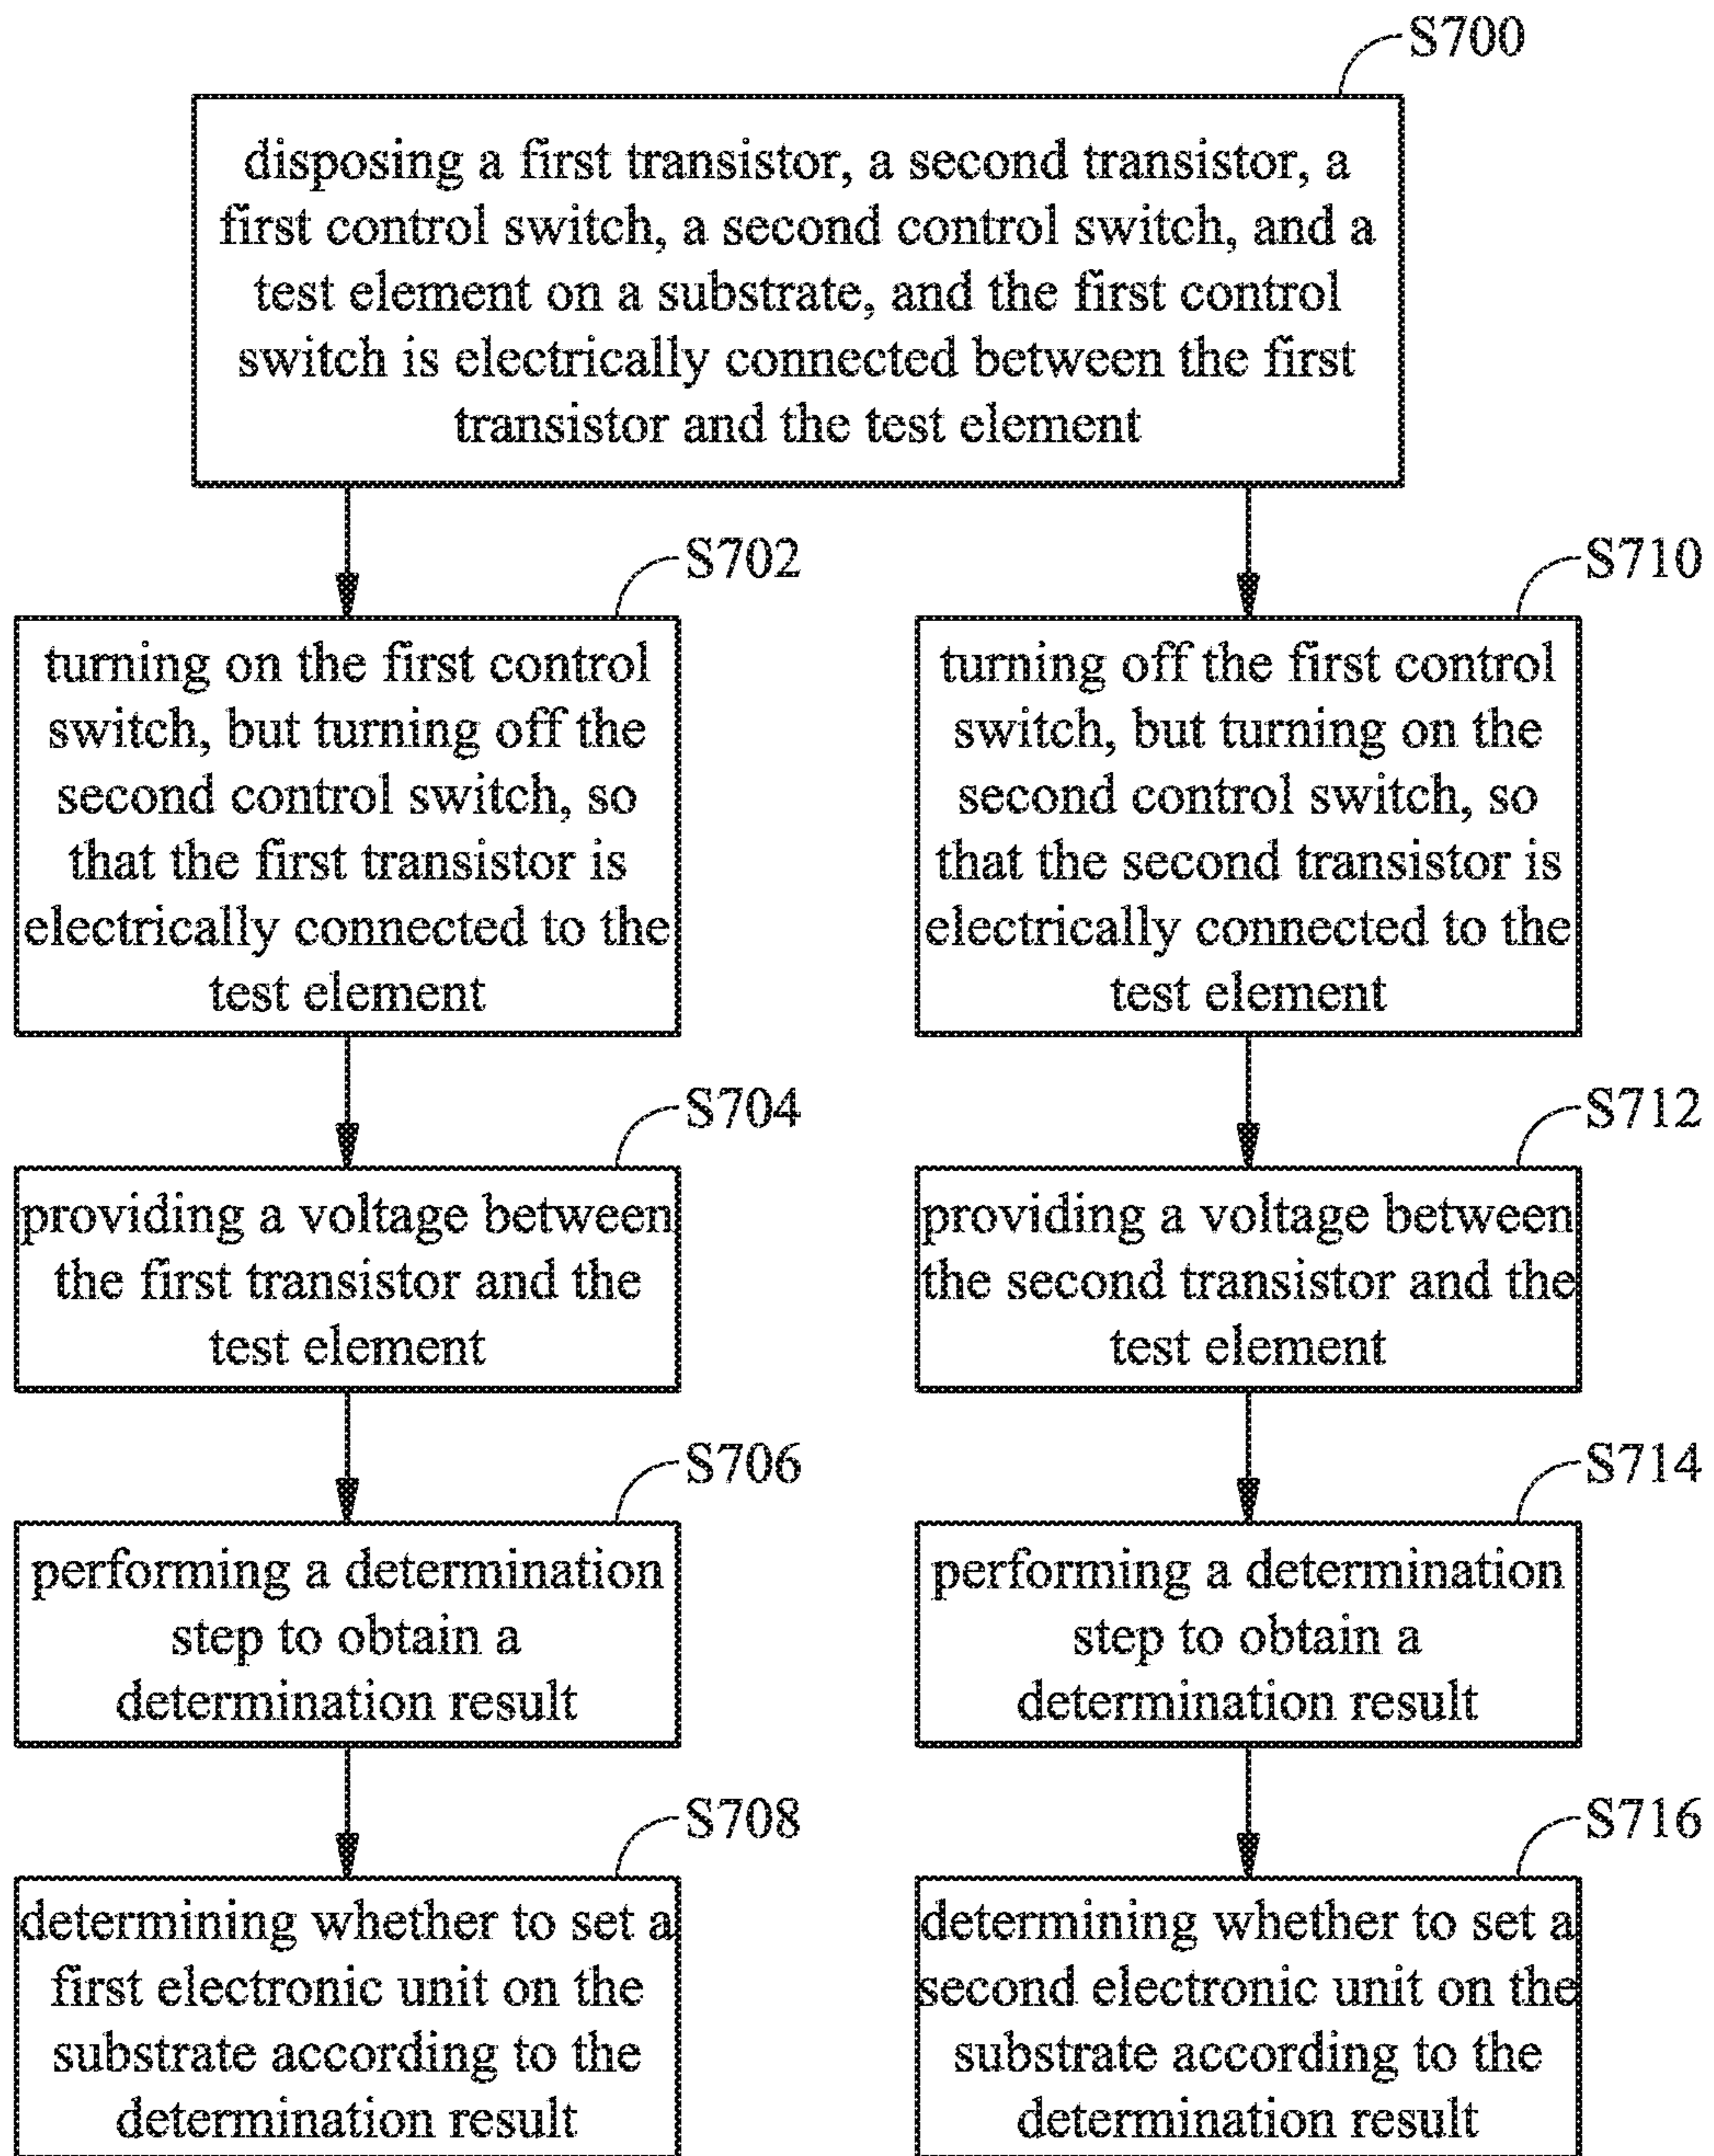 S700
disposing a first transistor, a second transistor, a
first control switch, a second control switch, and a
test element on a substrate, and the first control
switch is electrically connected between the first
transistor and the test element
S702
turning on the first control
switch, but turning off the
second control switch, so
that the first transistor is
electrically connected to the
test element
S704
providing a voltage between
the first transistor and the
test element
S706
performing a determination
step to obtain a
determination result
S708
determining whether to set a
first electronic unit on the
substrate according to the
determination result
S710
turning off the first control
switch, but turning on the
second control switch, so
that the second transistor is
electrically connected to the
test element
S712
providing a voltage between
the second transistor and the
test element
S714
performing a determination
step to obtain a
determination result
S716
determining whether to set a
second electronic unit on the
substrate according to the
determination result